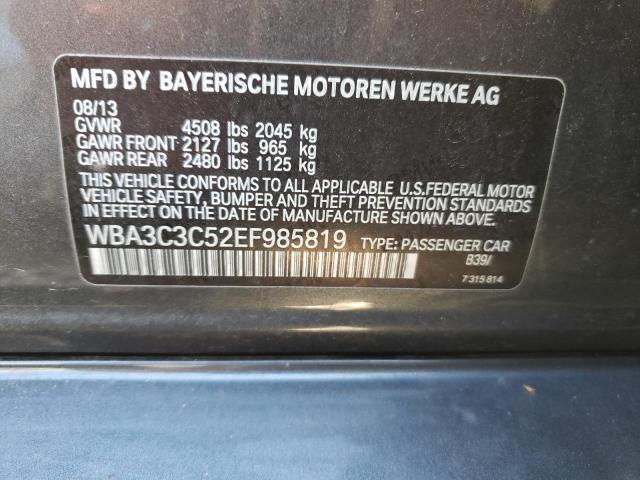 MFD BY BAYERISCHE MOTOREN WERKE AG
08/13
GVWR 4508 lbs 2045 kg
GAWR FRONT 2127 lbs 965 kg
GAWR REAR 2480 lbs 1125 kg
THIS VEHICLE CONFORMS TO ALL APPLICABLE U.S.FEDERAL MOTOR
VEHICLE SAFETY, BUMPER, AND THEFT PREVENTION STANDARDS
IN EFFECT ON THE DATE OF MANUFACTURE SHOWN ABOVE.
WBA3C3C52EF985819 TYPE: PASSENGER CAR
B39/
7 315 814